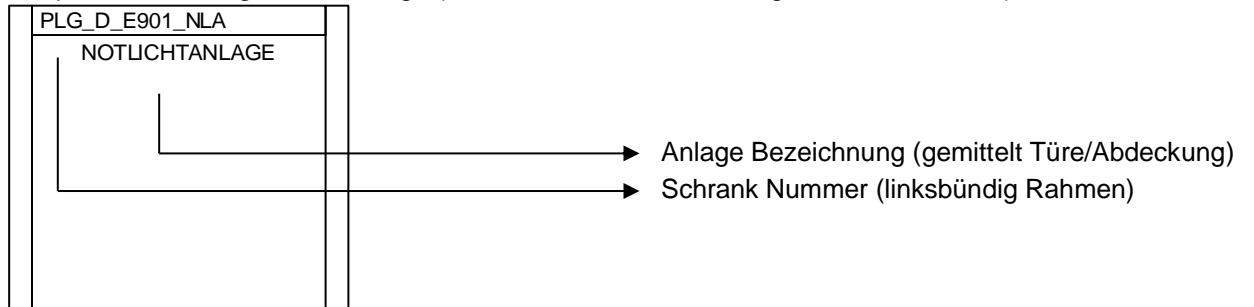 PLG_D_E901_NLA
NOTLICHTANLAGE
Anlage Bezeichnung (gemittelt Türe/Abdeckung)
Schrank Nummer (linksbündig Rahmen)